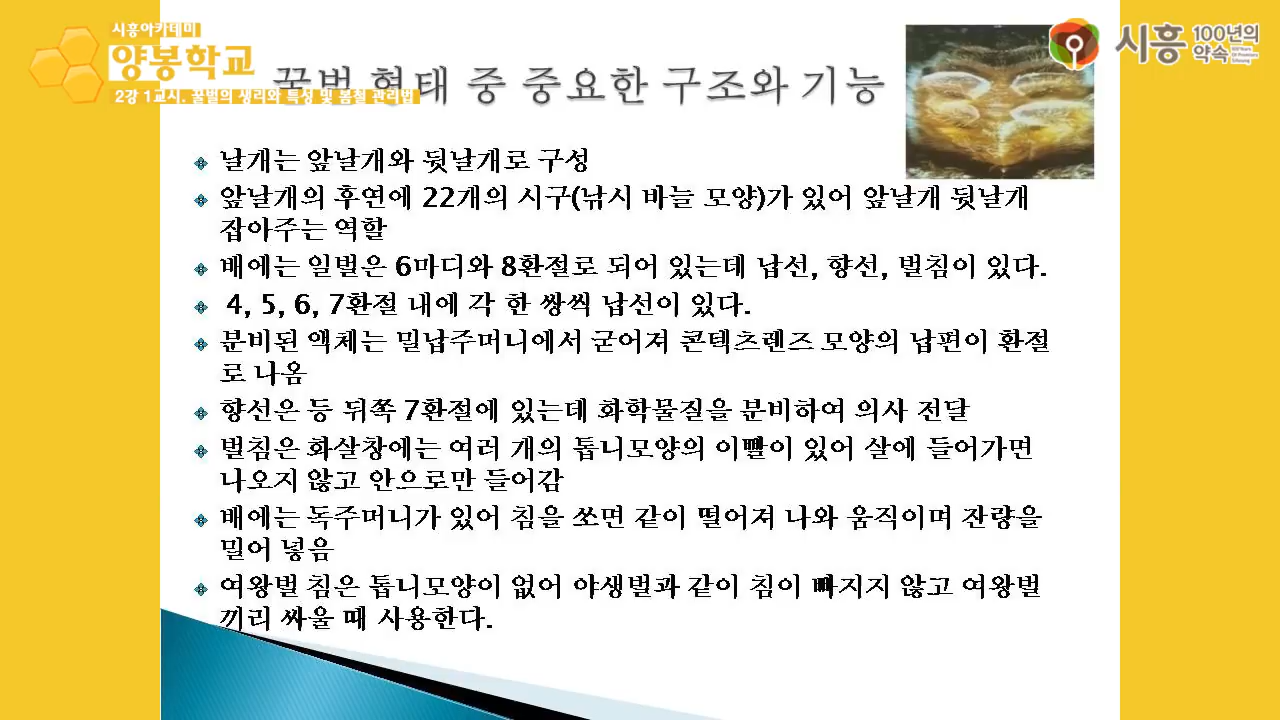 시흥아카데미
양봉학교
2강 1교시. 꿀벌의 생리와 특성 및 봄철 관리법
시흥 100년의 약속
꿀벌 형태 중 중요한 구조와 기능
날개는 앞날개와 뒷날개로 구성
앞날개의 후연에 22개의 시구(낚시 바늘 모양)가 있어 앞날개 뒷날개
잡아주는 역할
배에는 일벌은 6마디와 8환절로 되어 있는데 납선, 향선, 벌침이 있다.
4, 5, 6, 7환절 내에 각 한 쌍씩 납선이 있다.
분비된 액체는 밀납주머니에서 굳어져 콘텍츠렌즈 모양의 납편이 환절
로 나옴
향선은 등 뒤쪽 7환절에 있는데 화학물질을 분비하여 의사 전달
벌침은 화살창에는 여러 개의 톱니모양의 이빨이 있어 살에 들어가면
나오지 않고 안으로만 들어감
배에는 독주머니가 있어 침을 쏘면 같이 떨어져 나와 움직이며 잔량을
밀어 넣음
여왕벌 침은 톱니모양이 없어 야생벌과 같이 침이 빠지지 않고 여왕벌
끼리 싸울 때 사용한다.